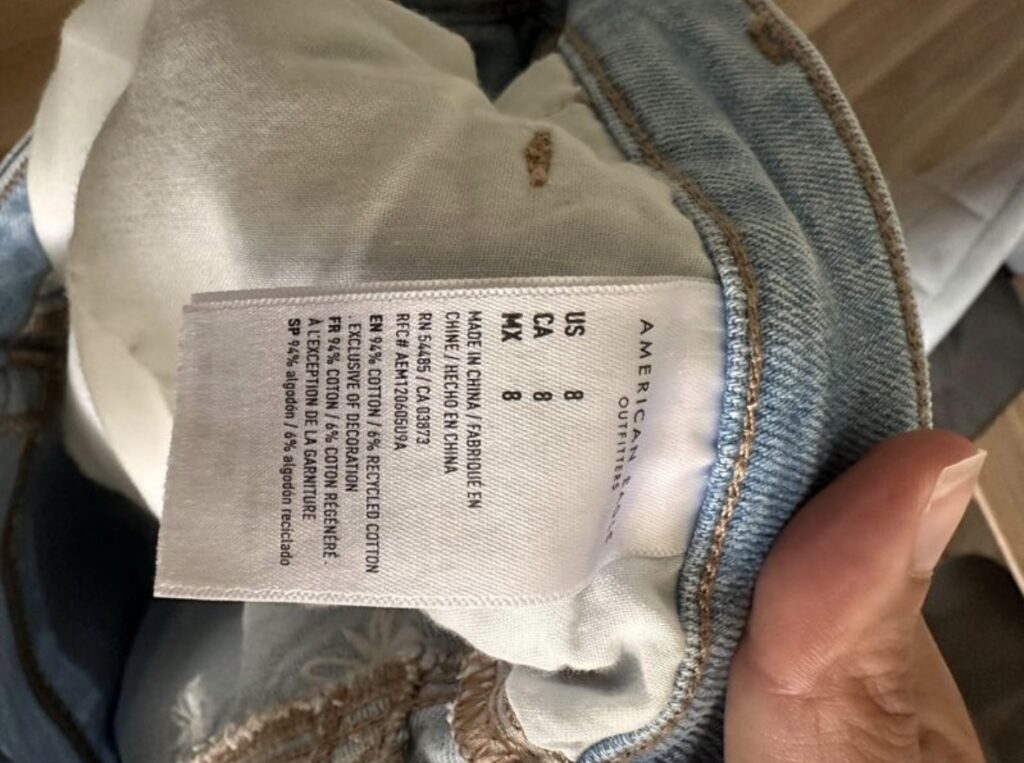 AMERICAN EAGLE
OUTFITTERS
US 8
CA 8
MX 8
MADE IN CHINA / FABRIQUÉ EN
CHINE / HECHO EN CHINA
RN 54485 / CA 03873
RFC# AEM120605U9A
EN 94% COTTON / 6% RECYCLED COTTON
. EXCLUSIVE OF DECORATION
FR 94% COTON / 6% COTON RÉGÉNÉRÉ .
À L'EXCEPTION DE LA GARNITURE
SP 94% algodón / 6% algodón reciclado